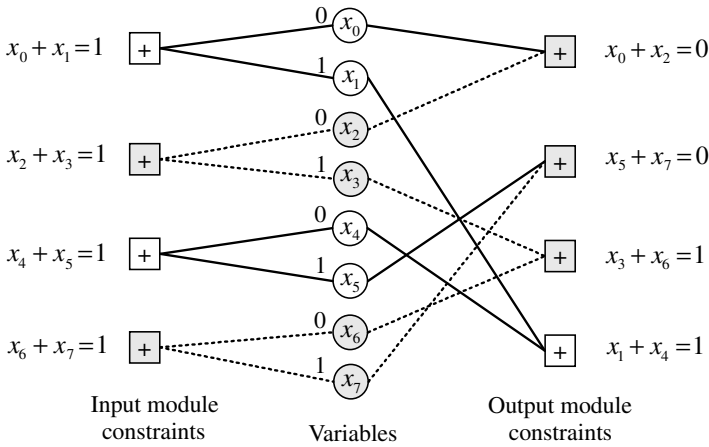 0
x₀
x₀ + x₁ = 1
+
+
x₀ + x₂ = 0
1
x₁
0
x₂
x₂ + x₃ = 1
+
+
x₅ + x₇ = 0
1
x₃
0
x₄
x₄ + x₅ = 1
+
+
x₃ + x₆ = 1
1
x₅
0
x₆
x₆ + x₇ = 1
+
+
x₁ + x₄ = 1
1
x₇
Input module
constraints
Variables
Output module
constraints